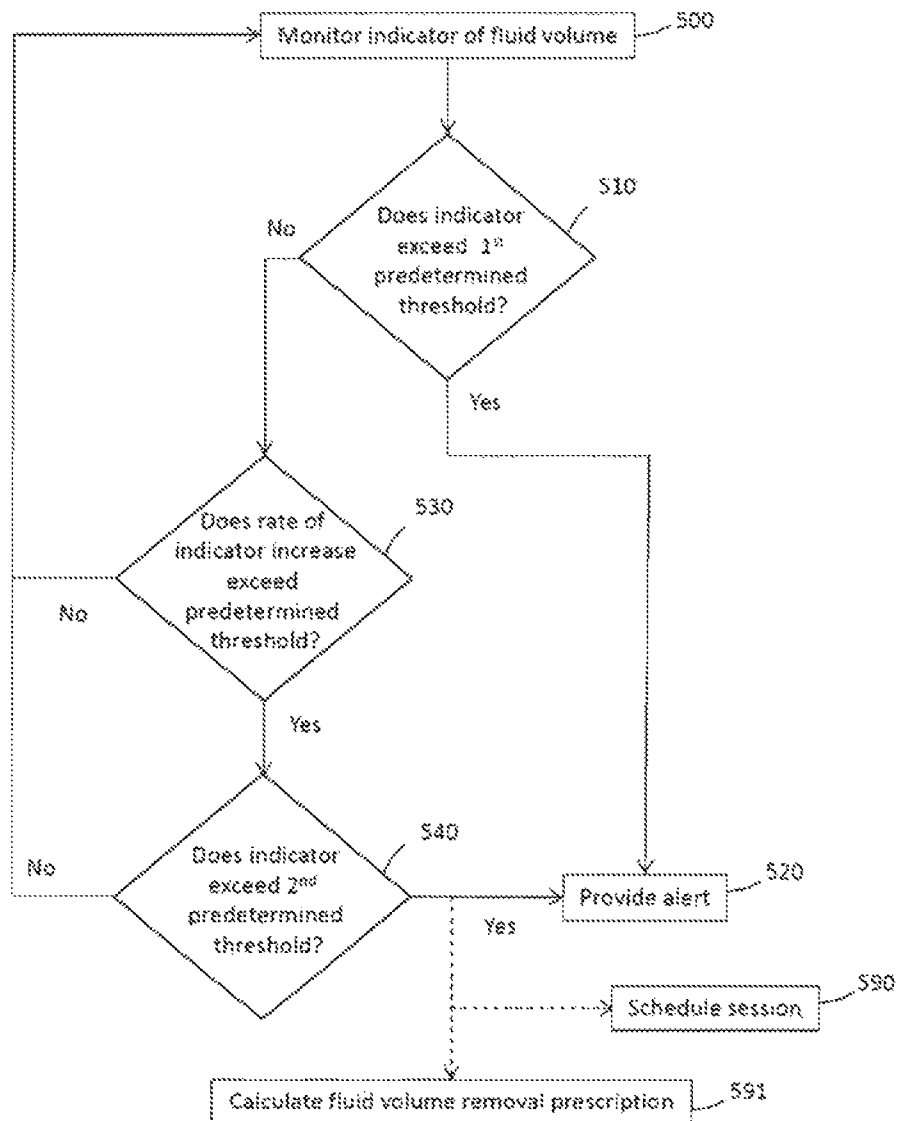 Monitor indicator of fluid volume
500
Does indicator
exceed 1st
predetermined
threshold?
510
No
Yes
Does rate of
indicator increase
exceed
predetermined
threshold?
530
No
Yes
Does indicator
exceed 2nd
predetermined
threshold?
540
No
Yes
Provide alert
520
Schedule session
590
Calculate fluid volume removal prescription
591